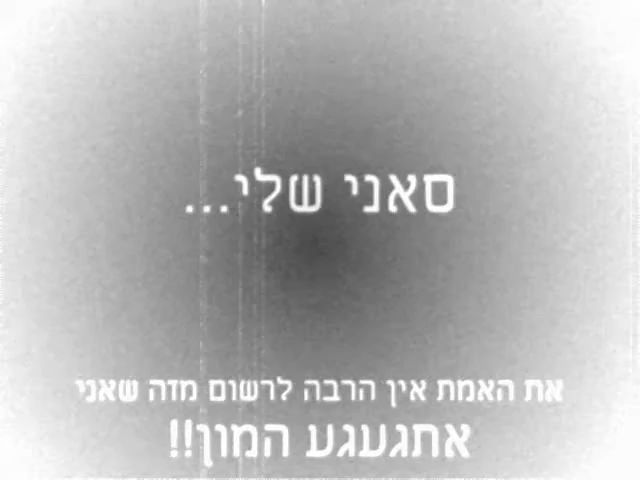 סאני שלי...
את האמת אין הרבה לרשום מזה שאני
אתגעגע המון!!